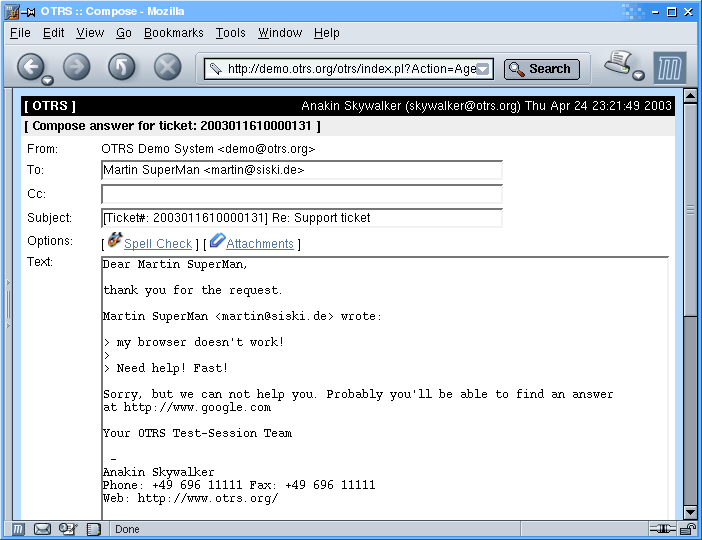 OTRS :: Compose - Mozilla
File Edit View Go Bookmarks Tools Window Help
http://demo.otrs.org/otrs/index.pl?Action=Age Search
[ OTRS ] Anakin Skywalker (skywalker@otrs.org) Thu Apr 24 23:21:49 2003
[ Compose answer for ticket: 2003011610000131 ]
From: OTRS Demo System <demo@otrs.org>
To: Martin SuperMan <martin@siski.de>
Cc:
Subject: [Ticket#: 2003011610000131] Re: Support ticket
Options: [ Spell Check ] [ Attachments ]
Text: Dear Martin SuperMan,
thank you for the request.
Martin SuperMan <martin@siski.de> wrote:
> my browser doesn't work!
>
> Need help! Fast!
Sorry, but we can not help you. Probably you'll be able to find an answer
at http://www.google.com
Your OTRS Test-Session Team
-
Anakin Skywalker
Phone: +49 696 11111 Fax: +49 696 11111
Web: http://www.otrs.org/
Done